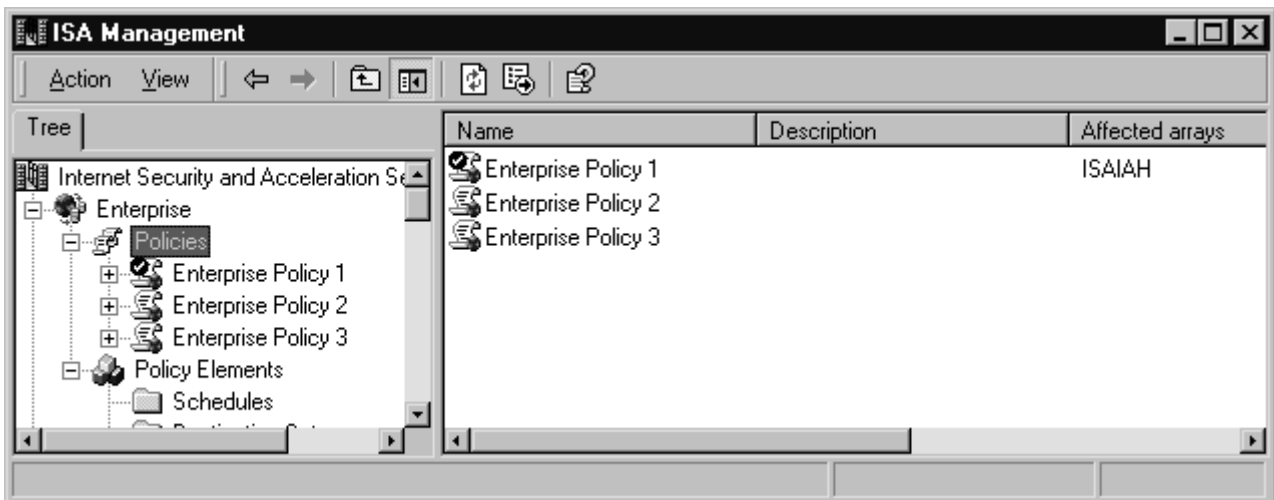 ISA Management
Action View
Tree
Name Description Affected arrays
Internet Security and Acceleration Se
Enterprise Policy 1 ISAIAH
Enterprise
Enterprise Policy 2
Policies
Enterprise Policy 3
Enterprise Policy 1
Enterprise Policy 2
Enterprise Policy 3
Policy Elements
Schedules